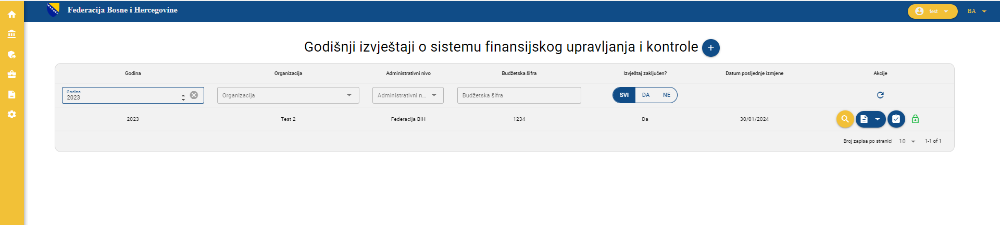 Federacija Bosne i Hercegovine
test
BA
Godišnji izvještaji o sistemu finansijskog upravljanja i kontrole
Godina Organizacija Administrativni nivo Budžetska šifra Izvještaj zaključen? Datum posljednje izmjene Akcije
Godina
2023 Organizacija Administrativni n... Budžetska šifra SVI DA NE
2023 Test 2 Federacija BiH 1234 Da 30/01/2024
Broj zapisa po stranici 10 1-1 of 1